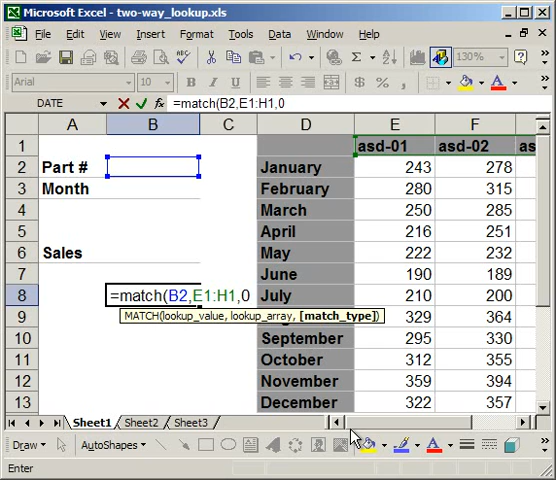 Microsoft Excel - two-way_lookup.xls
File Edit View Insert Format Tools Data Window
Σ 130%
Arial 10 B $ %
DATE =match(B2,E1:H1,0
A B C D E F
1 asd-01 asd-02 as
2 Part # January 243 278
3 Month February 280 315
4 March 250 285
5 April 216 251
6 Sales May 222 232
7 June 190 189
8 =match(B2,E1:H1,0 July 210 200
9 329 364
MATCH(lookup_value, lookup_array, [match_type])
10 September 295 330
11 October 312 355
12 November 359 394
13 December 322 357
Sheet1 Sheet2 Sheet3
Draw AutoShapes A A
Enter